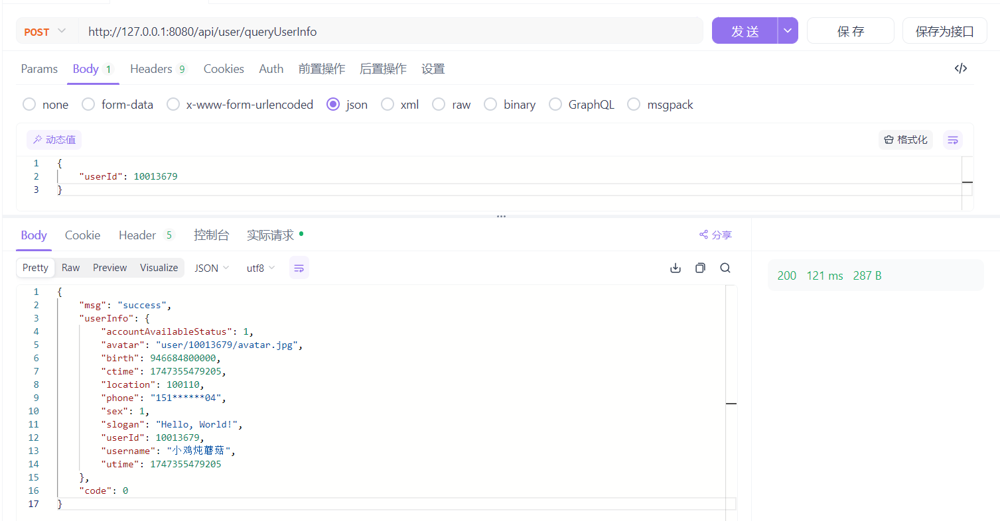 POST http://127.0.0.1:8080/api/user/queryUserInfo 发 送 保 存 保存为接口
Params Body 1 Headers 9 Cookies Auth 前置操作 后置操作 设置 </>
none form-data x-www-form-urlencoded json xml raw binary GraphQL msgpack
动态值 格式化
1 {
2 "userId": 10013679
3 }
Body Cookie Header 5 控制台 实际请求 分享
Pretty Raw Preview Visualize JSON utf8
200 121 ms 287 B
1 {
2 "msg": "success",
3 "userInfo": {
4 "accountAvailableStatus": 1,
5 "avatar": "user/10013679/avatar.jpg",
6 "birth": 946684800000,
7 "ctime": 1747355479205,
8 "location": 100110,
9 "phone": "151******04",
10 "sex": 1,
11 "slogan": "Hello, World!",
12 "userId": 10013679,
13 "username": "小鸡炖蘑菇",
14 "utime": 1747355479205
15 },
16 "code": 0
17 }